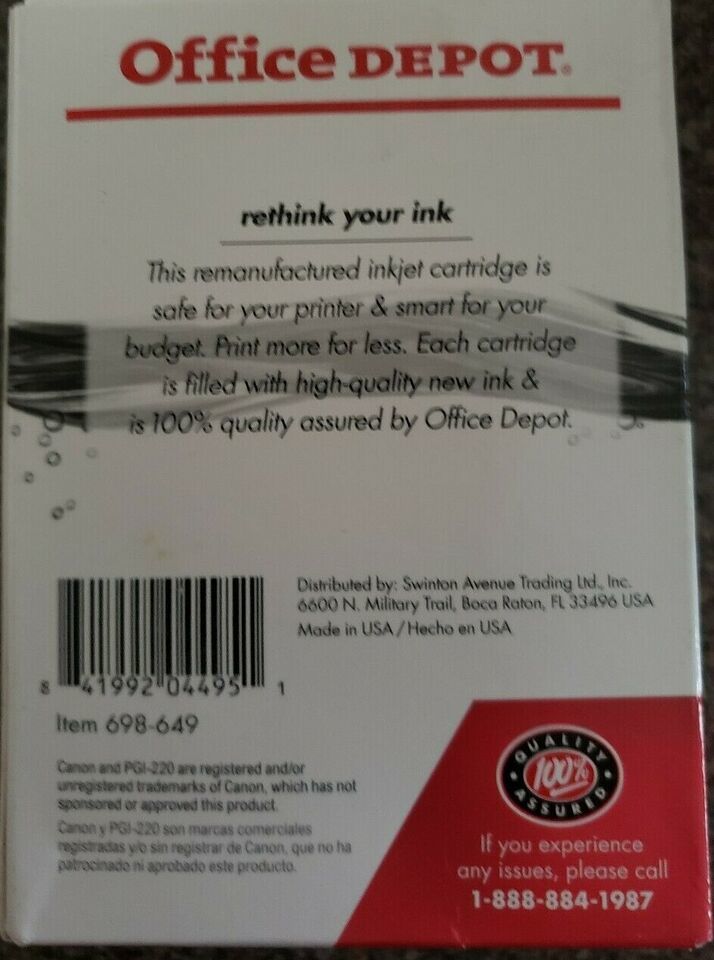 Office DEPOT®
rethink your ink
This remanufactured inkjet cartridge is
safe for your printer & smart for your
budget. Print more for less. Each cartridge
is filled with high-quality new ink &
is 100% quality assured by Office Depot.
Distributed by: Swinton Avenue Trading Ltd., Inc.
6600 N. Military Trail, Boca Raton, FL 33496 USA
Made in USA / Hecho en USA
8 41992 04495 1
Item 698-649
Canon and PGI-220 are registered and/or
unregistered trademarks of Canon, which has not
sponsored or approved this product.
Canon y PGI-220 son marcas comerciales
registradas y/o sin registrar de Canon, que no ha
patrocinado ni aprobado este producto.
QUALITY
100%
ASSURED
If you experience
any issues, please call
1-888-884-1987